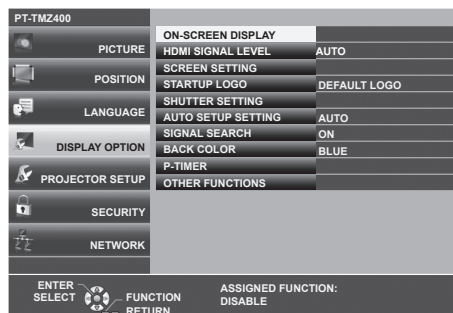 PT-TMZ400
PICTURE
POSITION
LANGUAGE
DISPLAY OPTION
PROJECTOR SETUP
SECURITY
NETWORK
ON-SCREEN DISPLAY
HDMI SIGNAL LEVEL AUTO
SCREEN SETTING
STARTUP LOGO DEFAULT LOGO
SHUTTER SETTING
AUTO SETUP SETTING AUTO
SIGNAL SEARCH ON
BACK COLOR BLUE
P-TIMER
OTHER FUNCTIONS
ENTER
SELECT
FUNCTION
RETURN
ASSIGNED FUNCTION:
DISABLE